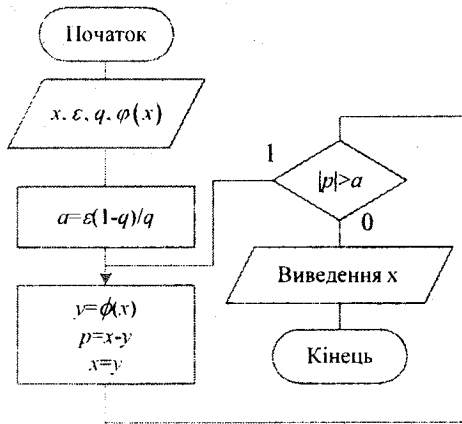 Початок
x, ε, q, φ(x)
a=ε(1-q)/q
y=ϕ(x)
p=x-y
x=y
1
|p|>a
0
Виведення x
Кінець